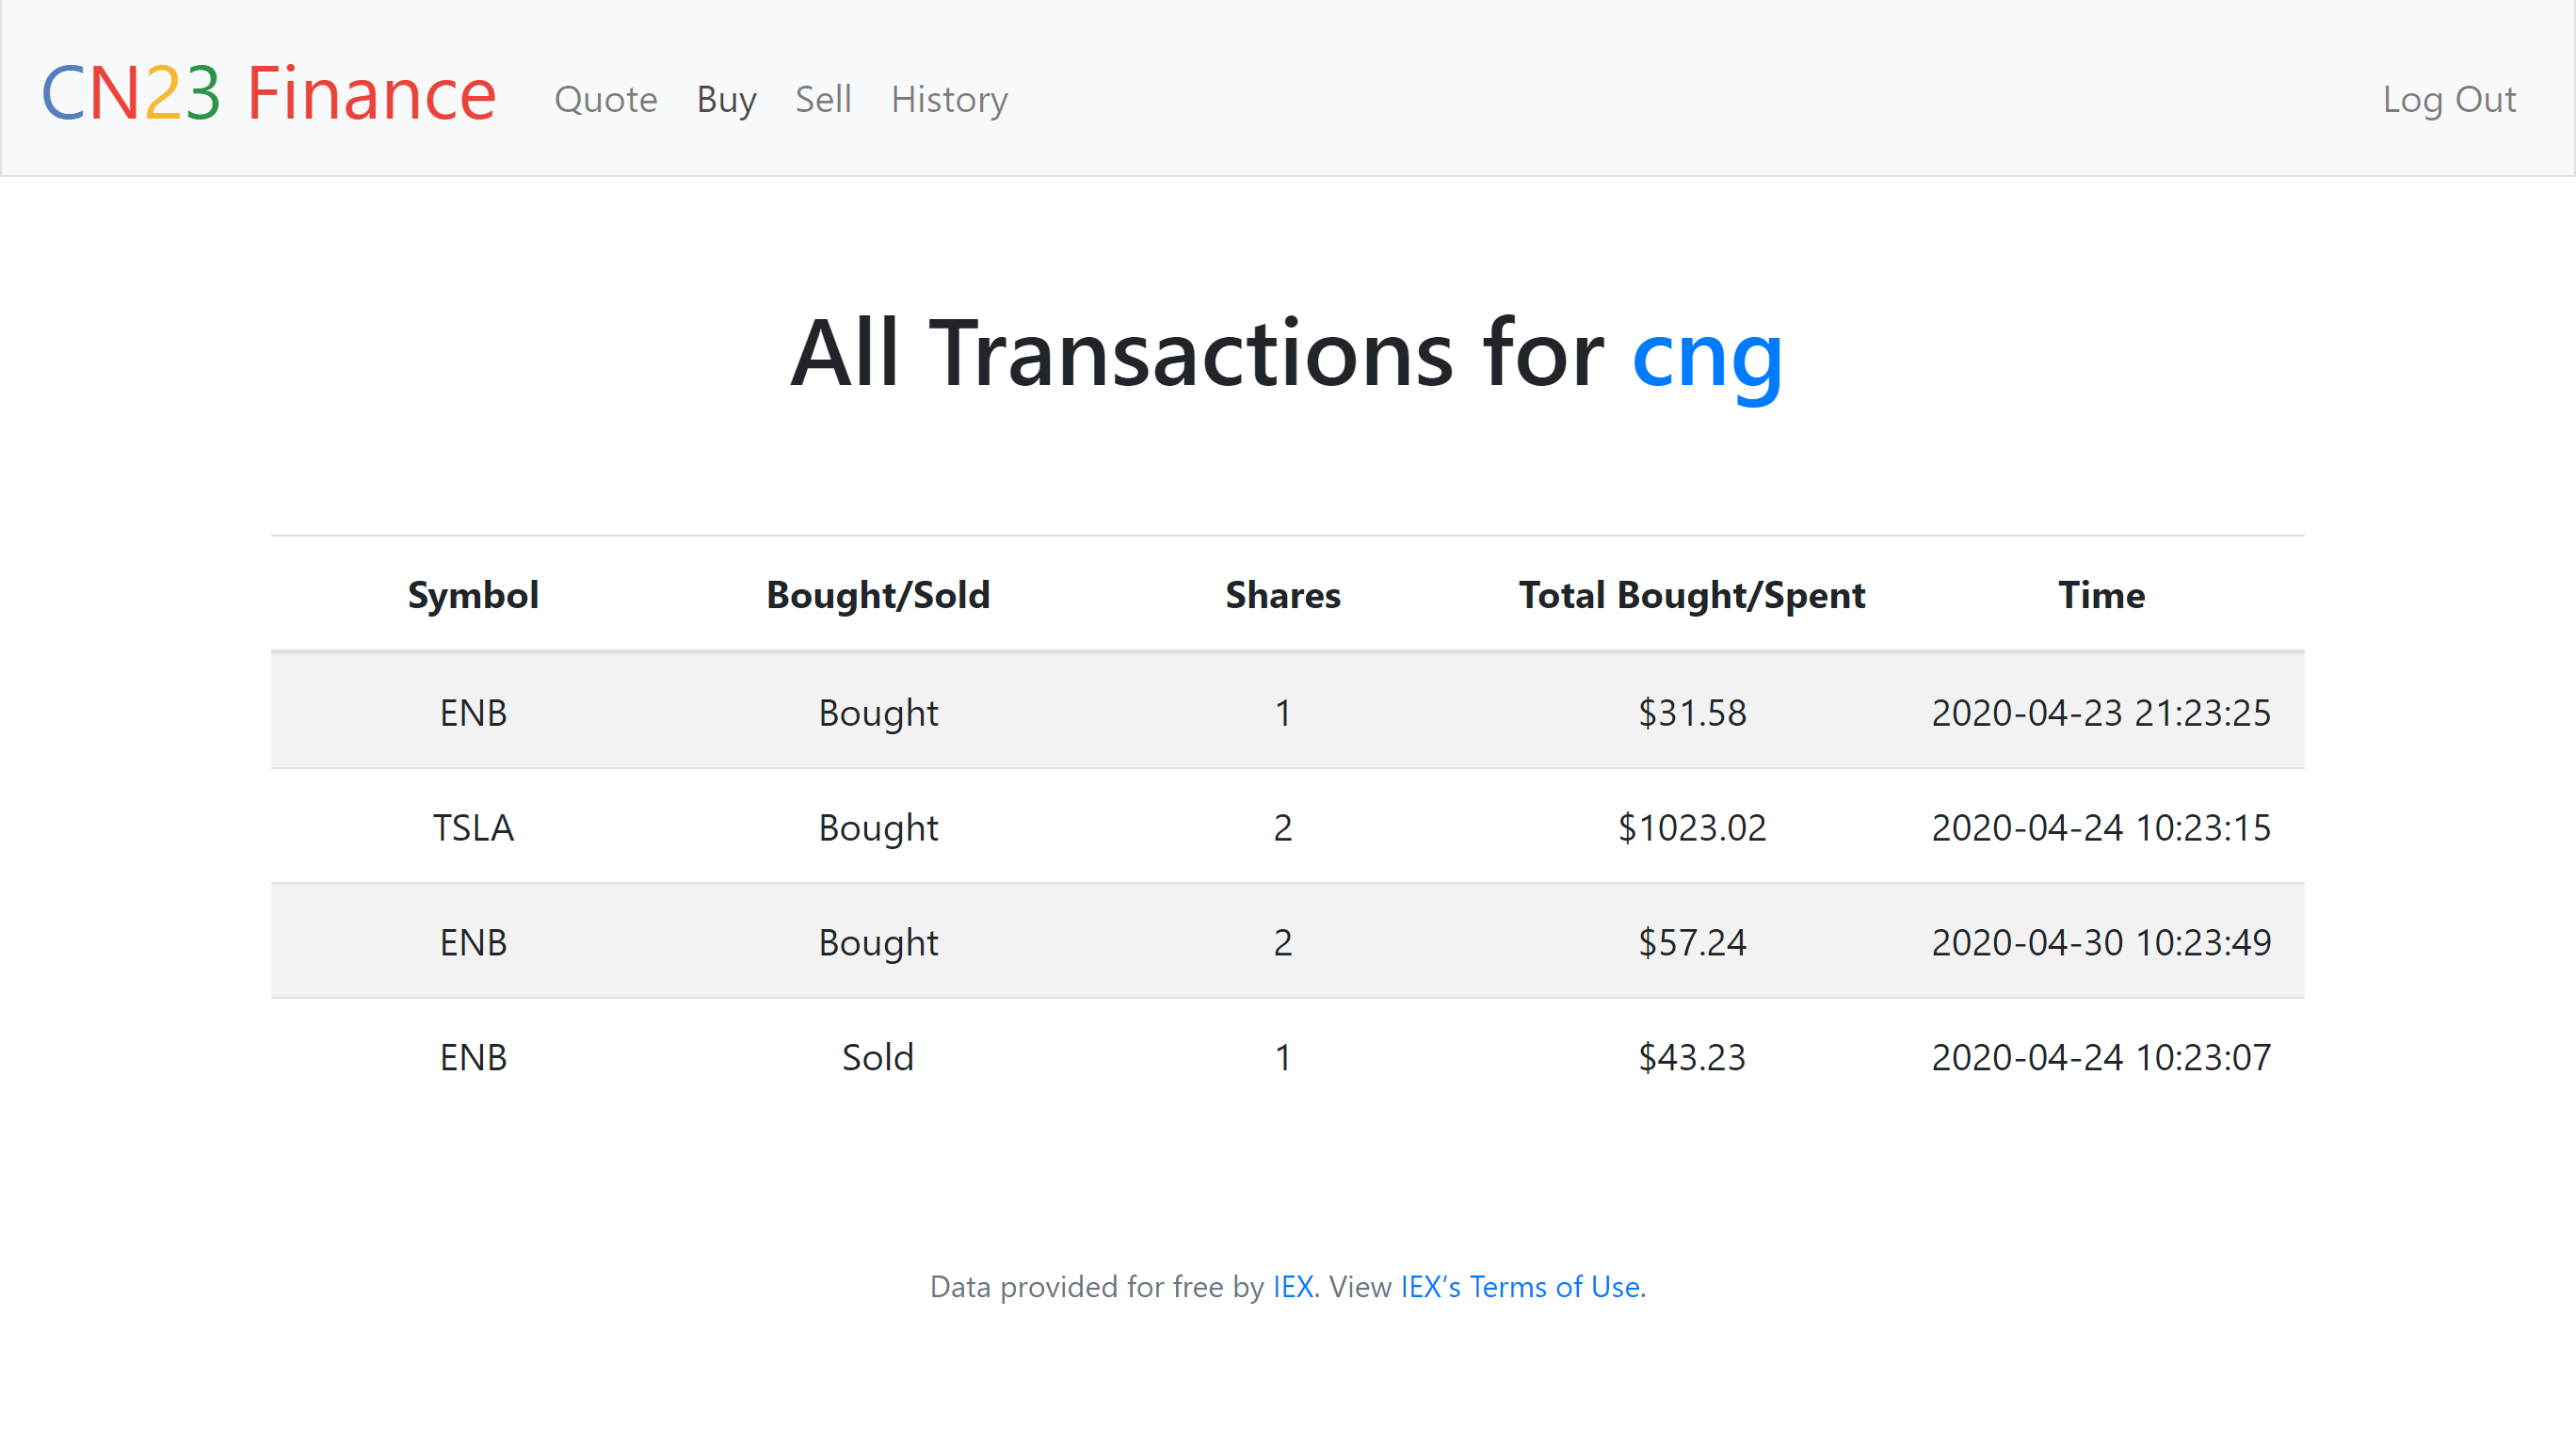 CN23 Finance Quote Buy Sell History Log Out
All Transactions for cng
Symbol Bought/Sold Shares Total Bought/Spent Time
ENB Bought 1 $31.58 2020-04-23 21:23:25
TSLA Bought 2 $1023.02 2020-04-24 10:23:15
ENB Bought 2 $57.24 2020-04-30 10:23:49
ENB Sold 1 $43.23 2020-04-24 10:23:07
Data provided for free by IEX. View IEX’s Terms of Use.